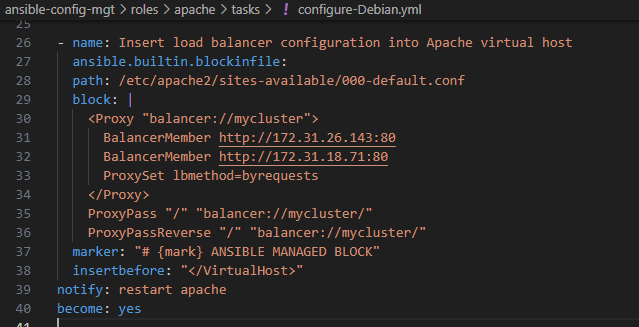 ansible-config-mgt > roles > apache > tasks > ! configure-Debian.yml
25
26 - name: Insert load balancer configuration into Apache virtual host
27 ansible.builtin.blockinfile:
28 path: /etc/apache2/sites-available/000-default.conf
29 block: |
30 <Proxy "balancer://mycluster">
31 BalancerMember http://172.31.26.143:80
32 BalancerMember http://172.31.18.71:80
33 ProxySet lbmethod=byrequests
34 </Proxy>
35 ProxyPass "/" "balancer://mycluster/"
36 ProxyPassReverse "/" "balancer://mycluster/"
37 marker: "# {mark} ANSIBLE MANAGED BLOCK"
38 insertbefore: "</VirtualHost>"
39 notify: restart apache
40 become: yes
41